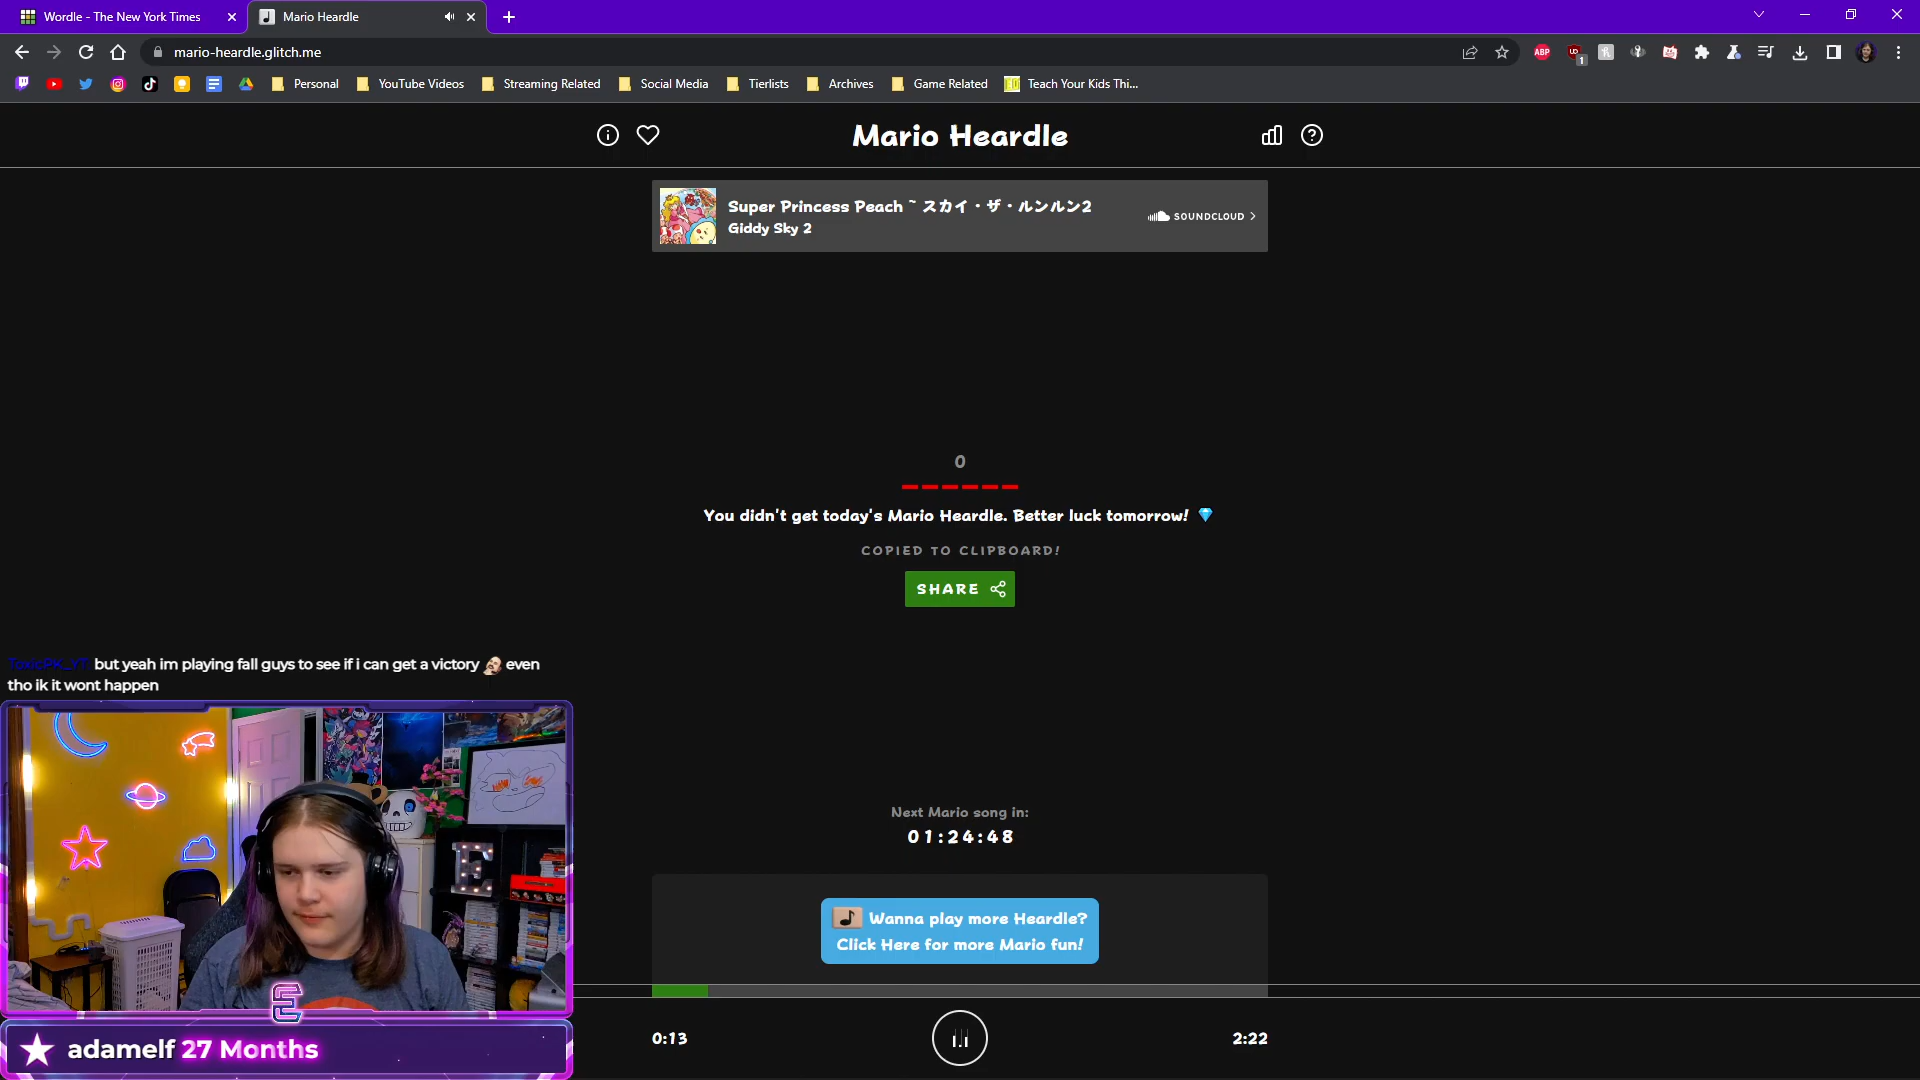 Wordle - The New York Times
Mario Heardle
mario-heardle.glitch.me
ABP
1
Personal
YouTube Videos
Streaming Related
Social Media
Tierlists
Archives
Game Related
Teach Your Kids Thi...
Mario Heardle
Super Princess Peach ~ スカイ・ザ・ルンルン2
Giddy Sky 2
SOUNDCLOUD
0
You didn't get today's Mario Heardle. Better luck tomorrow!
COPIED TO CLIPBOARD!
SHARE
ToxicPK_YT: but yeah im playing fall guys to see if i can get a victory even
tho ik it wont happen
Next Mario song in:
01:24:48
Wanna play more Heardle?
Click Here for more Mario fun!
E
adamelf 27 Months
0:13
2:22